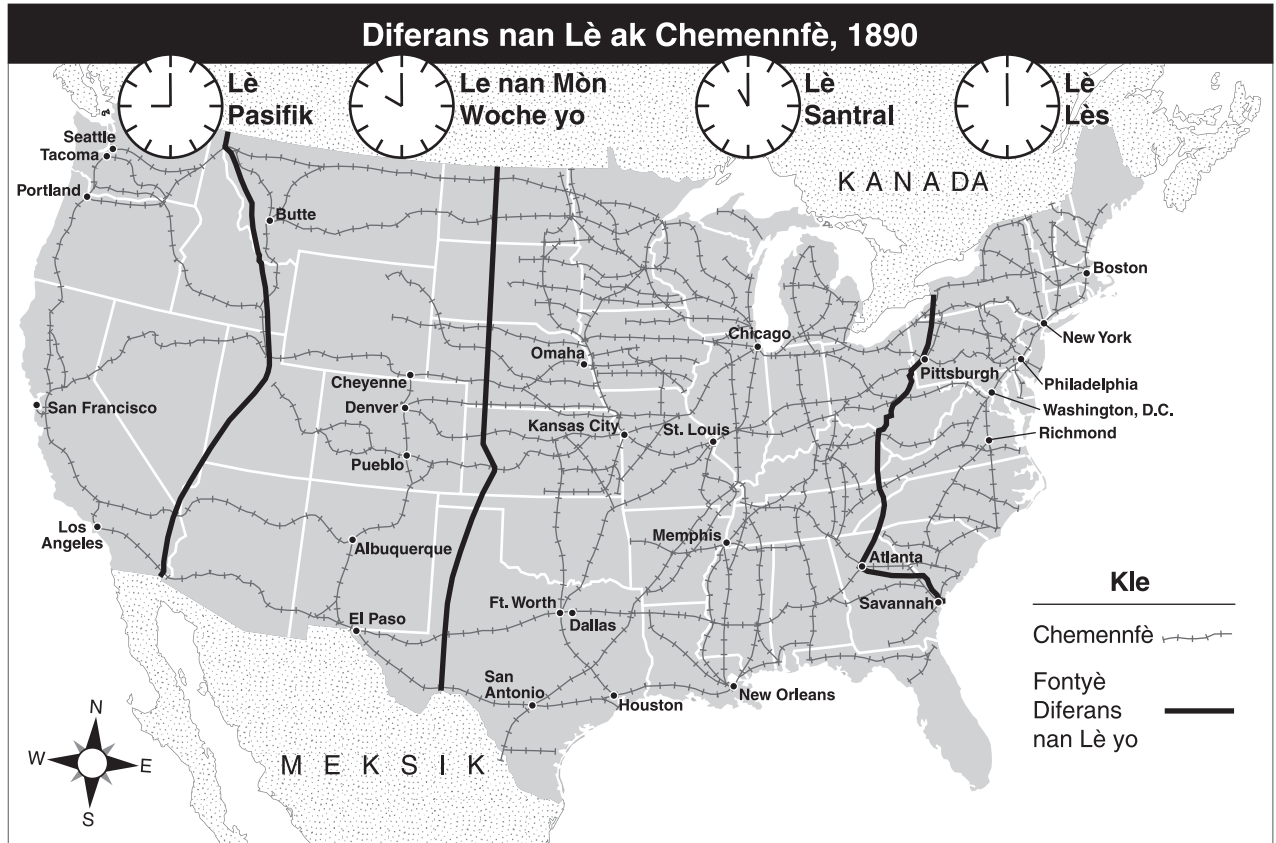 Diferans nan Lè ak Chemennfè, 1890
Lè
Pasifik
Le nan Mòn
Woche yo
Lè
Santral
Lè
Lès
KANADA
Seattle
Tacoma
Portland
Butte
Boston
New York
Chicago
Omaha
Pittsburgh
Philadelphia
Cheyenne
Denver
Washington, D.C.
San Francisco
Kansas City
St. Louis
Richmond
Pueblo
Los
Angeles
Albuquerque
Memphis
Atlanta
Savannah
El Paso
Ft. Worth
Dallas
San
Antonio
Houston
New Orleans
MEKSIK
N
W
E
S
Kle
Chemennfè
Fontyè
Diferans
nan Lè yo